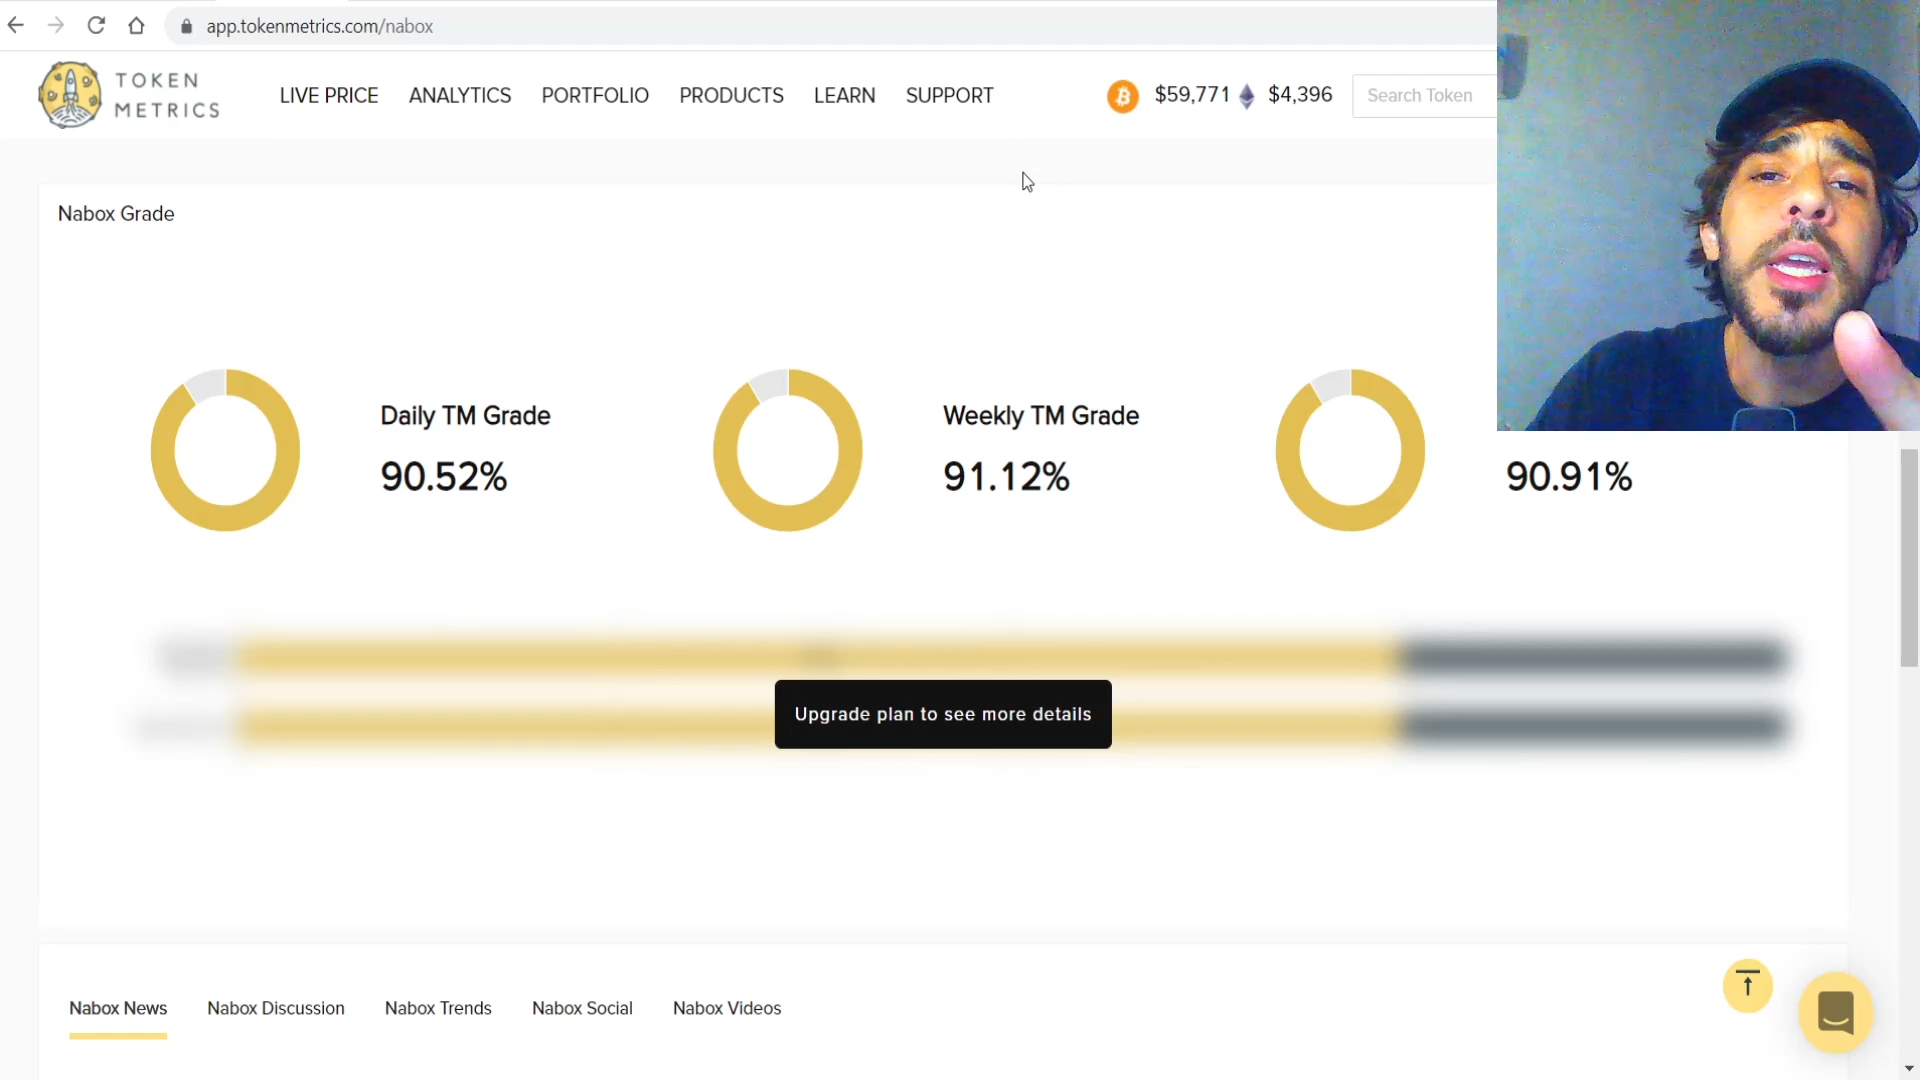 app.tokenmetrics.com/nabox
TOKEN
METRICS
LIVE PRICE ANALYTICS PORTFOLIO PRODUCTS LEARN SUPPORT
$59,771 $4,396 Search Token
Nabox Grade
Daily TM Grade
90.52%
Weekly TM Grade
91.12%
90.91%
Upgrade plan to see more details
Nabox News Nabox Discussion Nabox Trends Nabox Social Nabox Videos